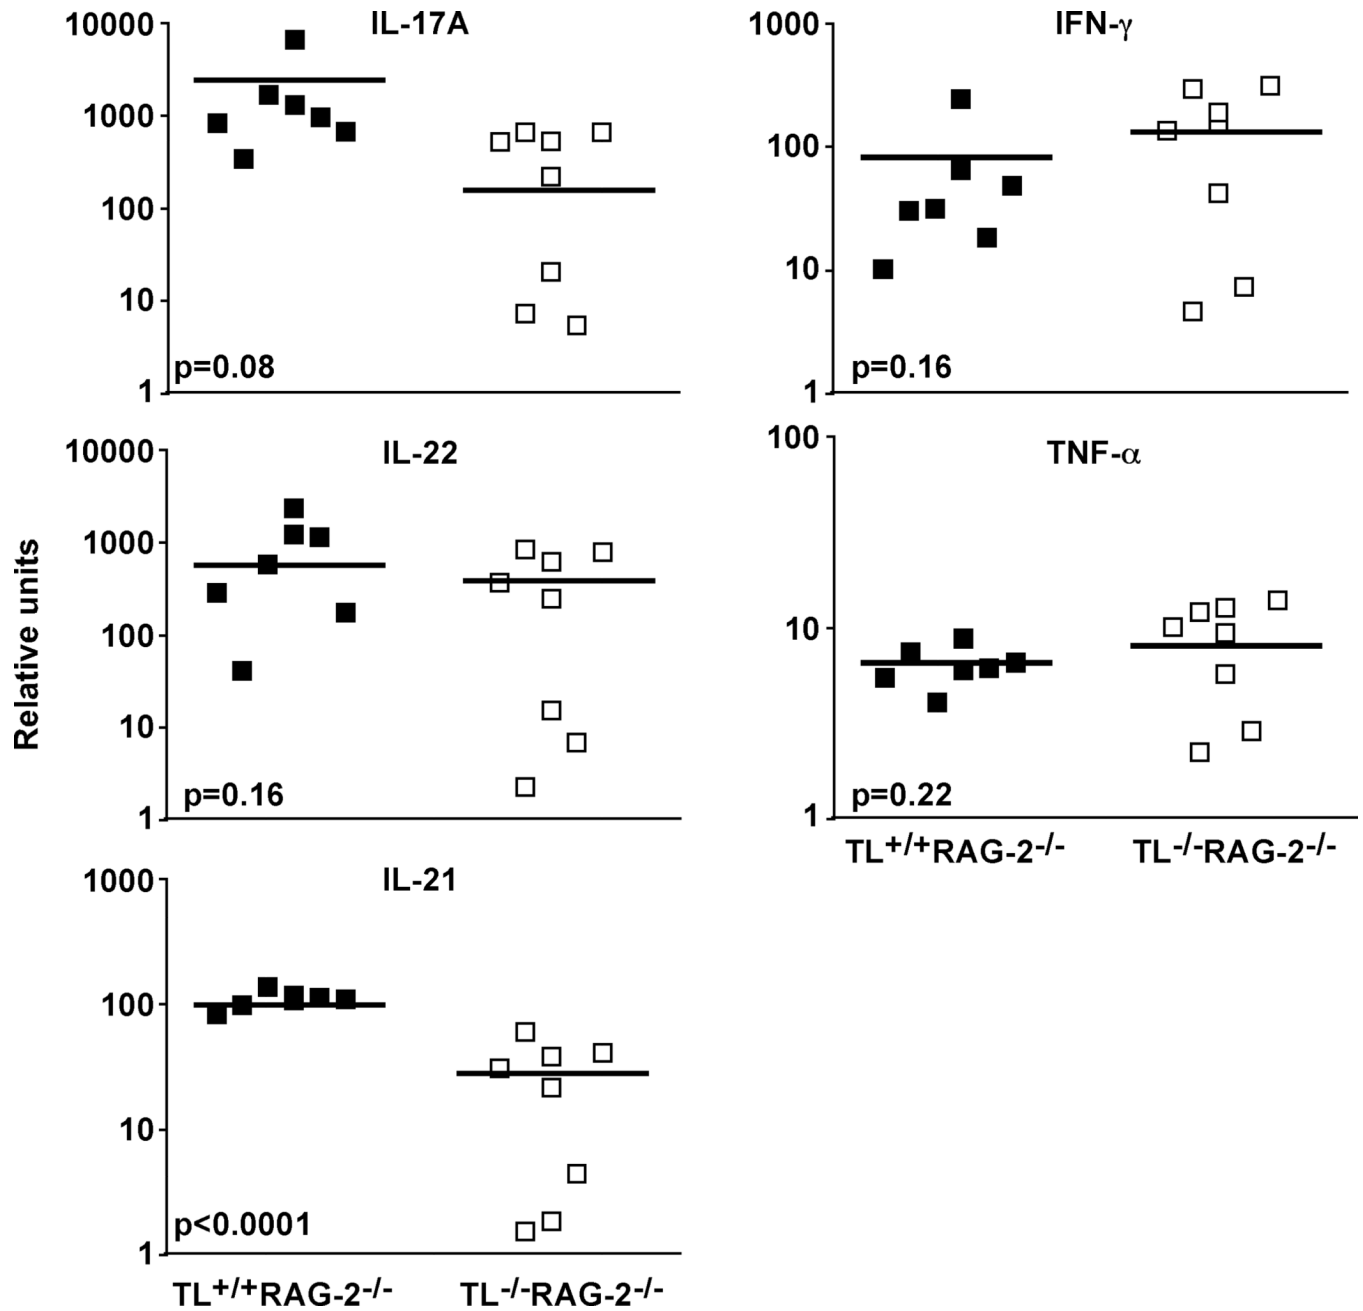 IL-17A
10000
1000
100
10
1
p=0.08
IFN-γ
1000
100
10
1
p=0.16
IL-22
10000
1000
100
10
1
p=0.16
TNF-α
100
10
1
p=0.22
TL+/+RAG-2-/- TL-/-RAG-2-/-
Relative units
IL-21
1000
100
10
1
p<0.0001
TL+/+RAG-2-/- TL-/-RAG-2-/-